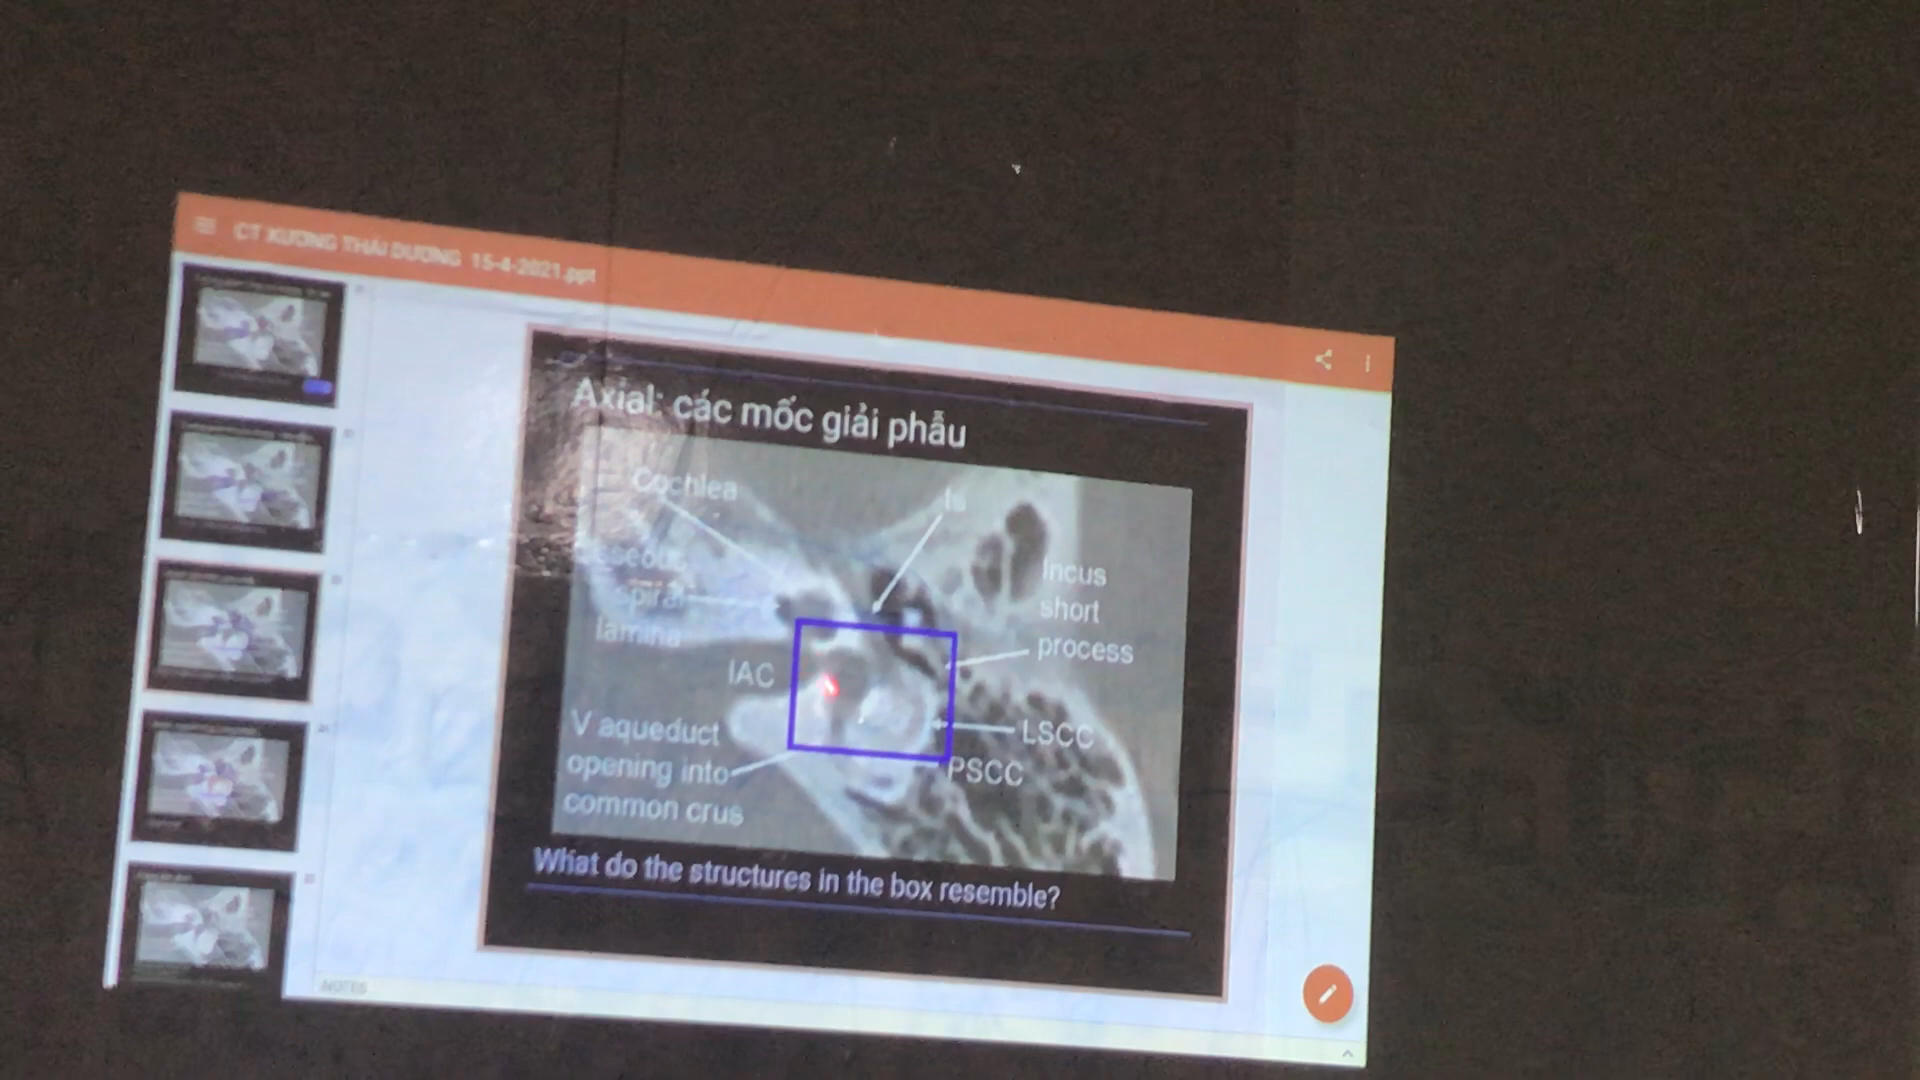 CT XƯƠNG THÁI DƯƠNG 15-4-2021.ppt
Axial: các mốc giải phẫu
Cochlea
Is
spiral
lamina
Incus
short
process
IAC
V aqueduct
opening into
common crus
LSCC
PSCC
What do the structures in the box resemble?
NOTES